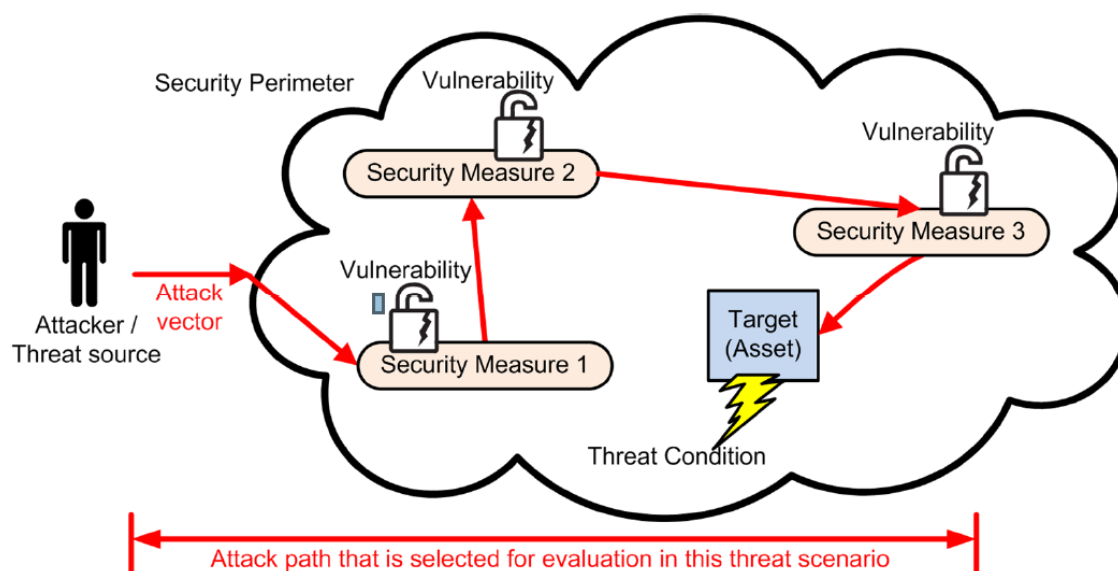 Security Perimeter
Vulnerability
Security Measure 2
Vulnerability
Security Measure 3
Attacker /
Threat source
Attack
vector
Vulnerability
Security Measure 1
Target
(Asset)
Threat Condition
Attack path that is selected for evaluation in this threat scenario